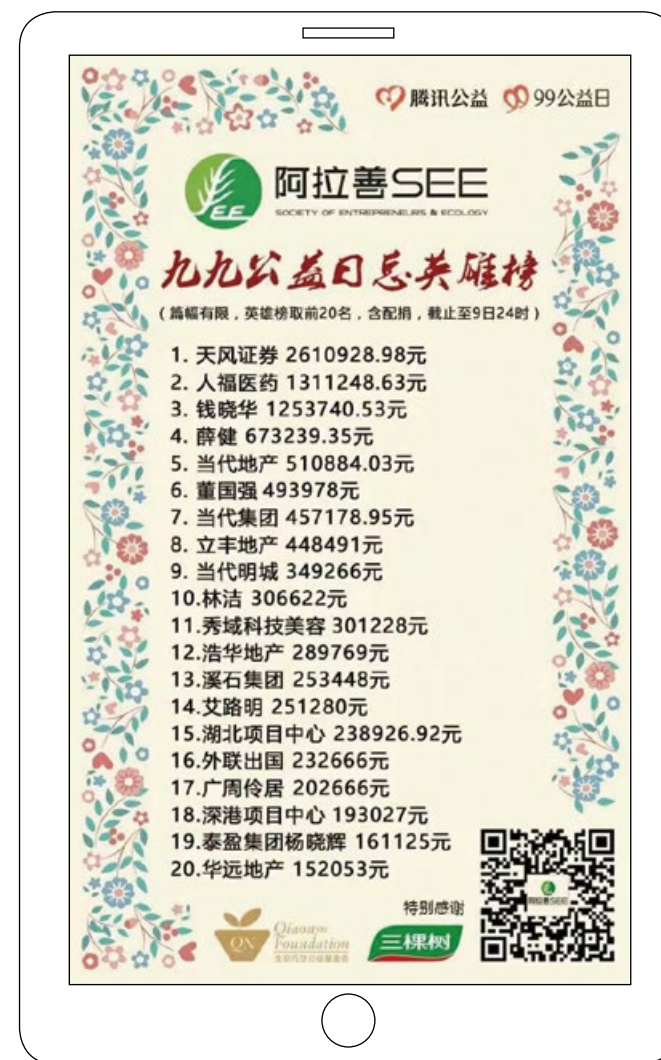 腾讯公益 99公益日
阿拉善SEE
SOCIETY OF ENTREPRENEURS & ECOLOGY
九九公益日总英雄榜
(篇幅有限，英雄榜取前20名，含配捐，截止至9日24时)
1. 天风证券 2610928.98元
2. 人福医药 1311248.63元
3. 钱晓华 1253740.53元
4. 薛健 673239.35元
5. 当代地产 510884.03元
6. 董国强 493978元
7. 当代集团 457178.95元
8. 立丰地产 448491元
9. 当代明城 349266元
10.林洁 306622元
11.秀域科技美容 301228元
12.浩华地产 289769元
13.溪石集团 253448元
14.艾路明 251280元
15.湖北项目中心 238926.92元
16.外联出国 232666元
17.广周伶居 202666元
18.深港项目中心 193027元
19.泰盈集团杨晓辉 161125元
20.华远地产 152053元
特别感谢
QN
Foundation
三棵树
阿拉善SEE